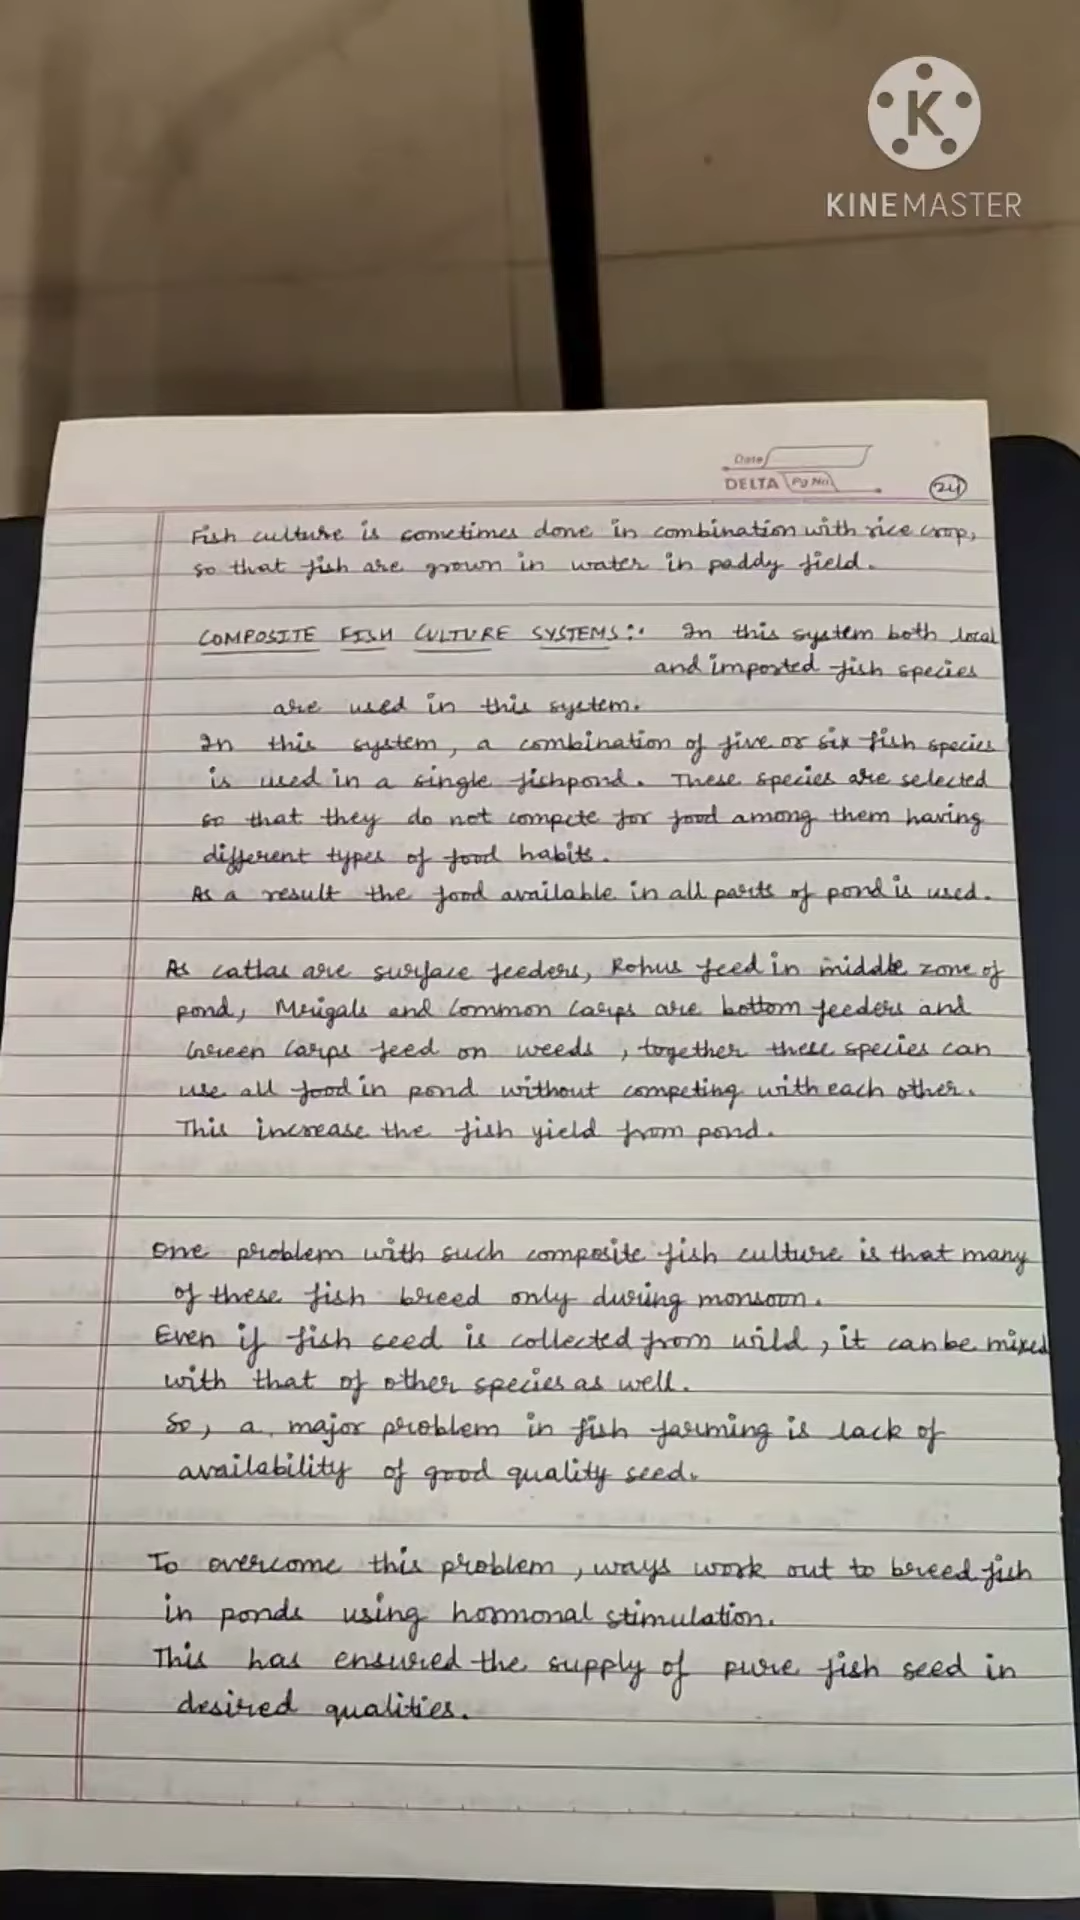 K
KINEMASTER
Date
DELTA Pg No.
24
Fish culture is sometimes done in combination with rice crop,
so that fish are grown in water in paddy field.
COMPOSITE FISH CULTURE SYSTEMS:- In this system both local
and imported fish species
are used in this system.
In this system, a combination of five or six fish species
is used in a single fishpond. These species are selected
so that they do not compete for food among them having
different types of food habits.
As a result the food available in all parts of pond is used.
As catlas are surface feeders, Rohus feed in middle zone of
pond, Mrigals and Common Carps are bottom feeders and
Green Carps feed on weeds, together these species can
use all food in pond without competing with each other.
This increase the fish yield from pond.
One problem with such composite fish culture is that many
of these fish breed only during monsoon.
Even if fish seed is collected from wild, it can be mixed
with that of other species as well.
So, a major problem in fish farming is lack of
availability of good quality seed.
To overcome this problem, ways work out to breed fish
in ponds using hormonal stimulation.
This has ensured the supply of pure fish seed in
desired qualities.